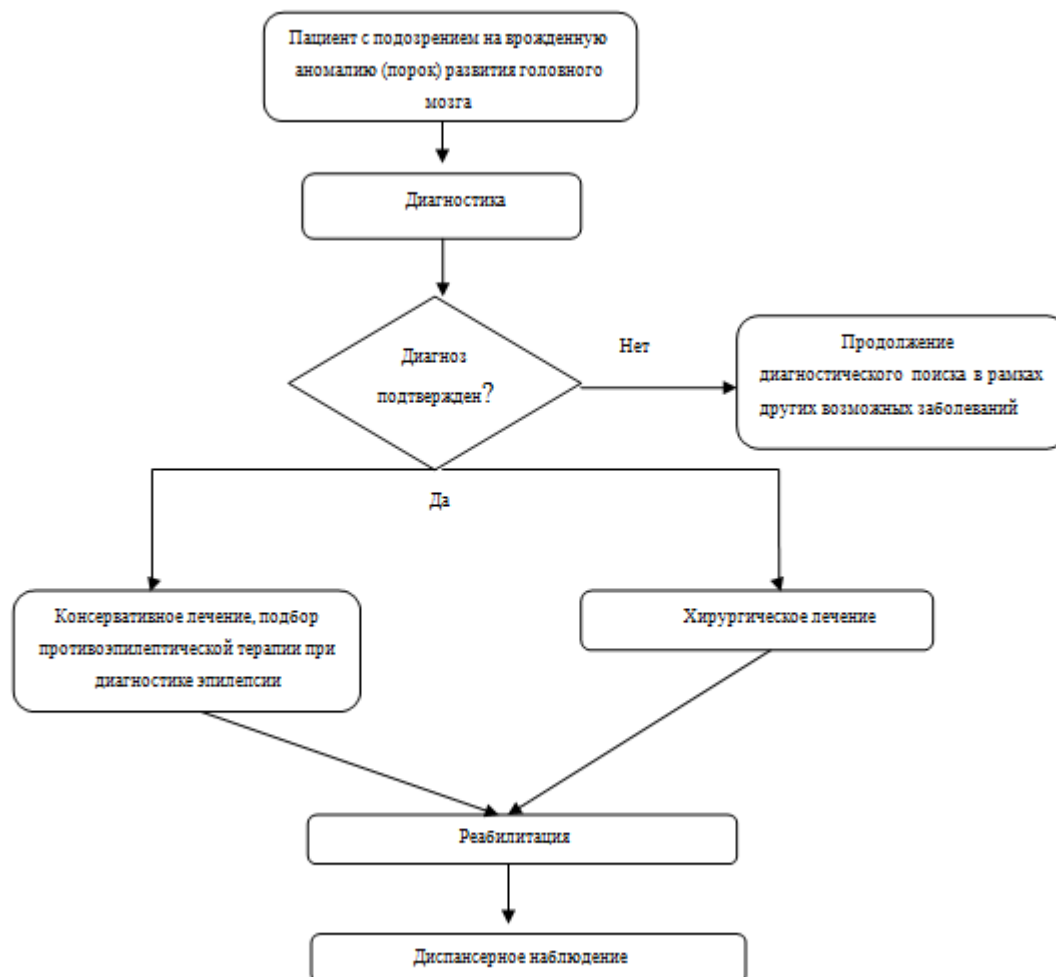 Пациент с подозрением на врожденную
аномалию (порок) развития головного
мозга
Диагностика
Диагноз
подтвержден?
Нет
Продолжение
диагностического поиска в рамках
других возможных заболеваний
Да
Консервативное лечение, подбор
противоэпилептической терапии при
диагностике эпилепсии
Хирургическое лечение
Реабилитация
Диспансерное наблюдение